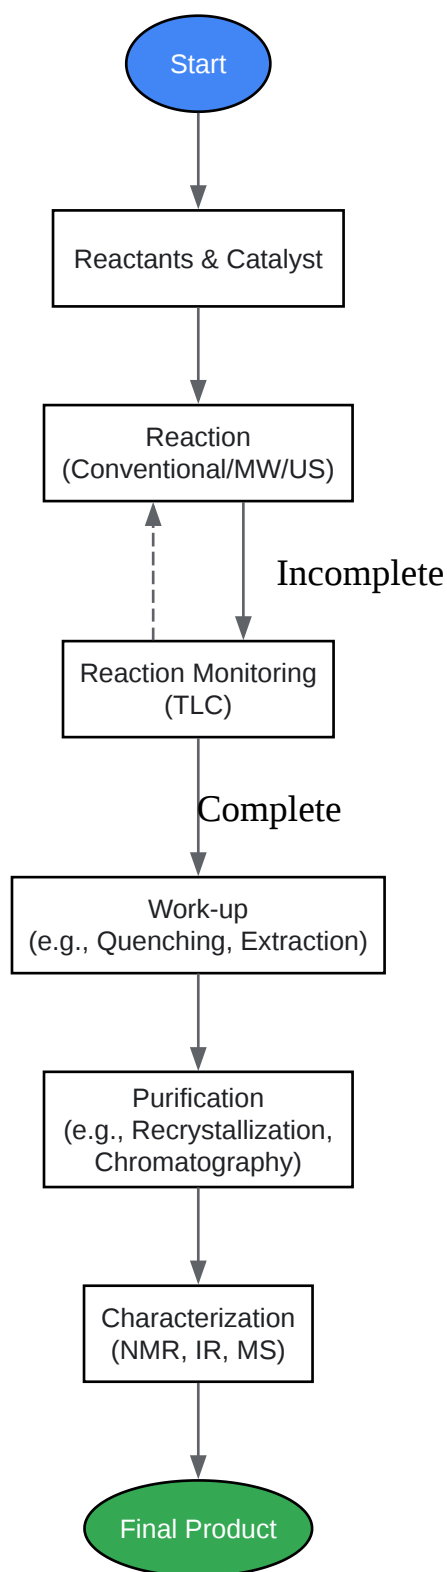 Start
Reactants & Catalyst
Reaction
(Conventional/MW/US)
Incomplete
Reaction Monitoring
(TLC)
Complete
Work-up
(e.g., Quenching, Extraction)
Purification
(e.g., Recrystallization,
Chromatography)
Characterization
(NMR, IR, MS)
Final Product